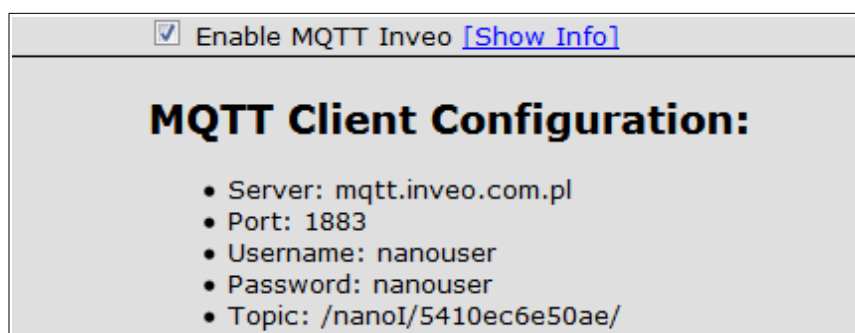 Enable MQTT Inveo [Show Info]
MQTT Client Configuration:
• Server: mqtt.inveo.com.pl
• Port: 1883
• Username: nanouser
• Password: nanouser
• Topic: /nanoI/5410ec6e50ae/